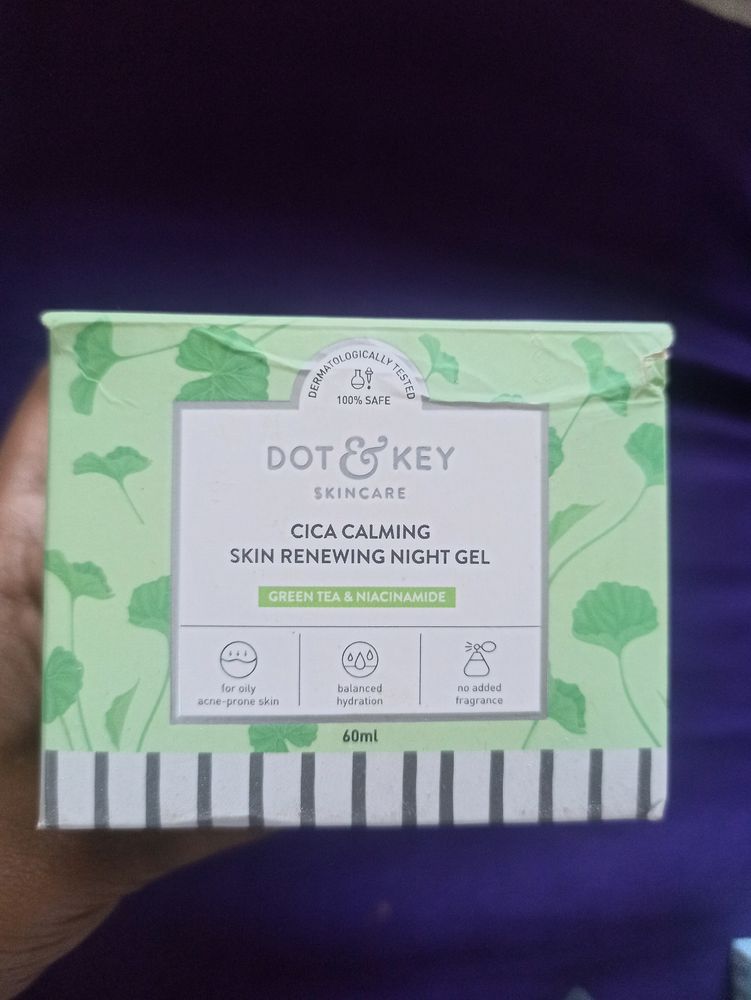 DERMATOLOGICALLY TESTED
100% SAFE
DOT & KEY
SKINCARE
CICA CALMING
SKIN RENEWING NIGHT GEL
GREEN TEA & NIACINAMIDE
for oily
acne-prone skin
balanced
hydration
no added
fragrance
60ml